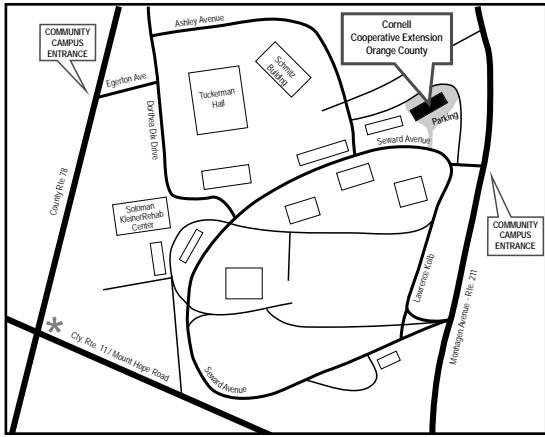 Ashley Avenue
Cornell
Cooperative Extension
Orange County
COMMUNITY
CAMPUS
ENTRANCE
Schmitz
Building
Egerton Ave.
Tuckerman
Hall
Parking
Dorthea Dix Drive
Seward Avenue
County Rte 78
Soloman
KleinerRehab
Center
COMMUNITY
CAMPUS
ENTRANCE
Lawrence Kolb
Monhagen Avenue - Rte. 211
*
Cty. Rte. 11 / Mount Hope Road
Seward Avenue